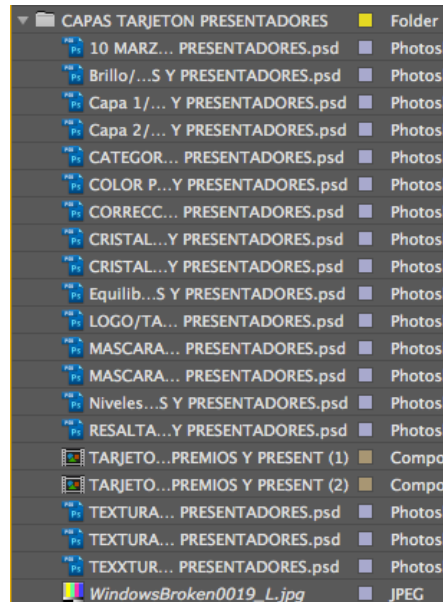 CAPAS TARJETON PRESENTADORES Folder
10 MARZ... PRESENTADORES.psd Photos
Brillo/...S Y PRESENTADORES.psd Photos
Capa 1/... Y PRESENTADORES.psd Photos
Capa 2/... Y PRESENTADORES.psd Photos
CATEGOR... PRESENTADORES.psd Photos
COLOR P...Y PRESENTADORES.psd Photos
CORRECC... PRESENTADORES.psd Photos
CRISTAL...Y PRESENTADORES.psd Photos
CRISTAL...Y PRESENTADORES.psd Photos
Equilib...S Y PRESENTADORES.psd Photos
LOGO/TA... PRESENTADORES.psd Photos
MASCARA... PRESENTADORES.psd Photos
MASCARA... PRESENTADORES.psd Photos
Niveles...S Y PRESENTADORES.psd Photos
RESALTA...Y PRESENTADORES.psd Photos
TARJETO...PREMIOS Y PRESENT (1) Compo
TARJETO...PREMIOS Y PRESENT (2) Compo
TEXTURA... PRESENTADORES.psd Photos
TEXTURA... PRESENTADORES.psd Photos
TEXXTUR... PRESENTADORES.psd Photos
WindowsBroken0019_L.jpg JPEG